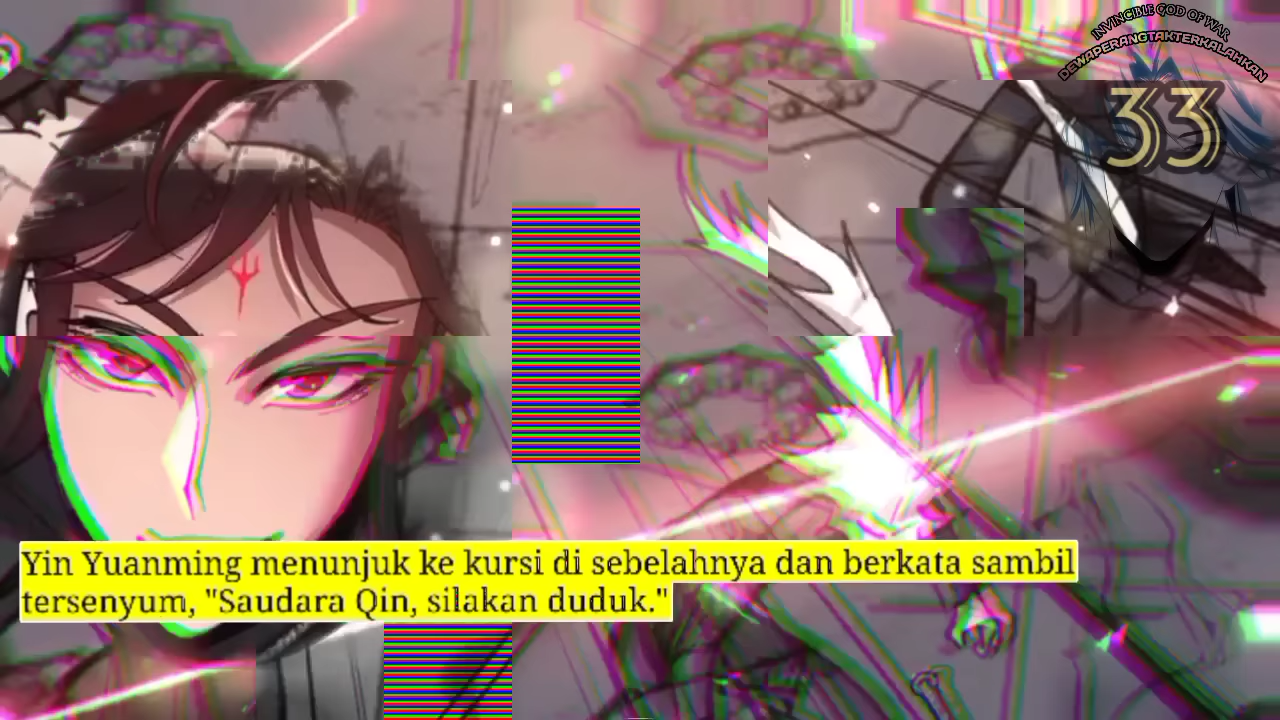 INVINCIBLE GOD OF WAR
DEWAPERANGTAKTERKALAHKAN
33
Yin Yuanming menunjuk ke kursi di sebelahnya dan berkata sambil
tersenyum, "Saudara Qin, silakan duduk."